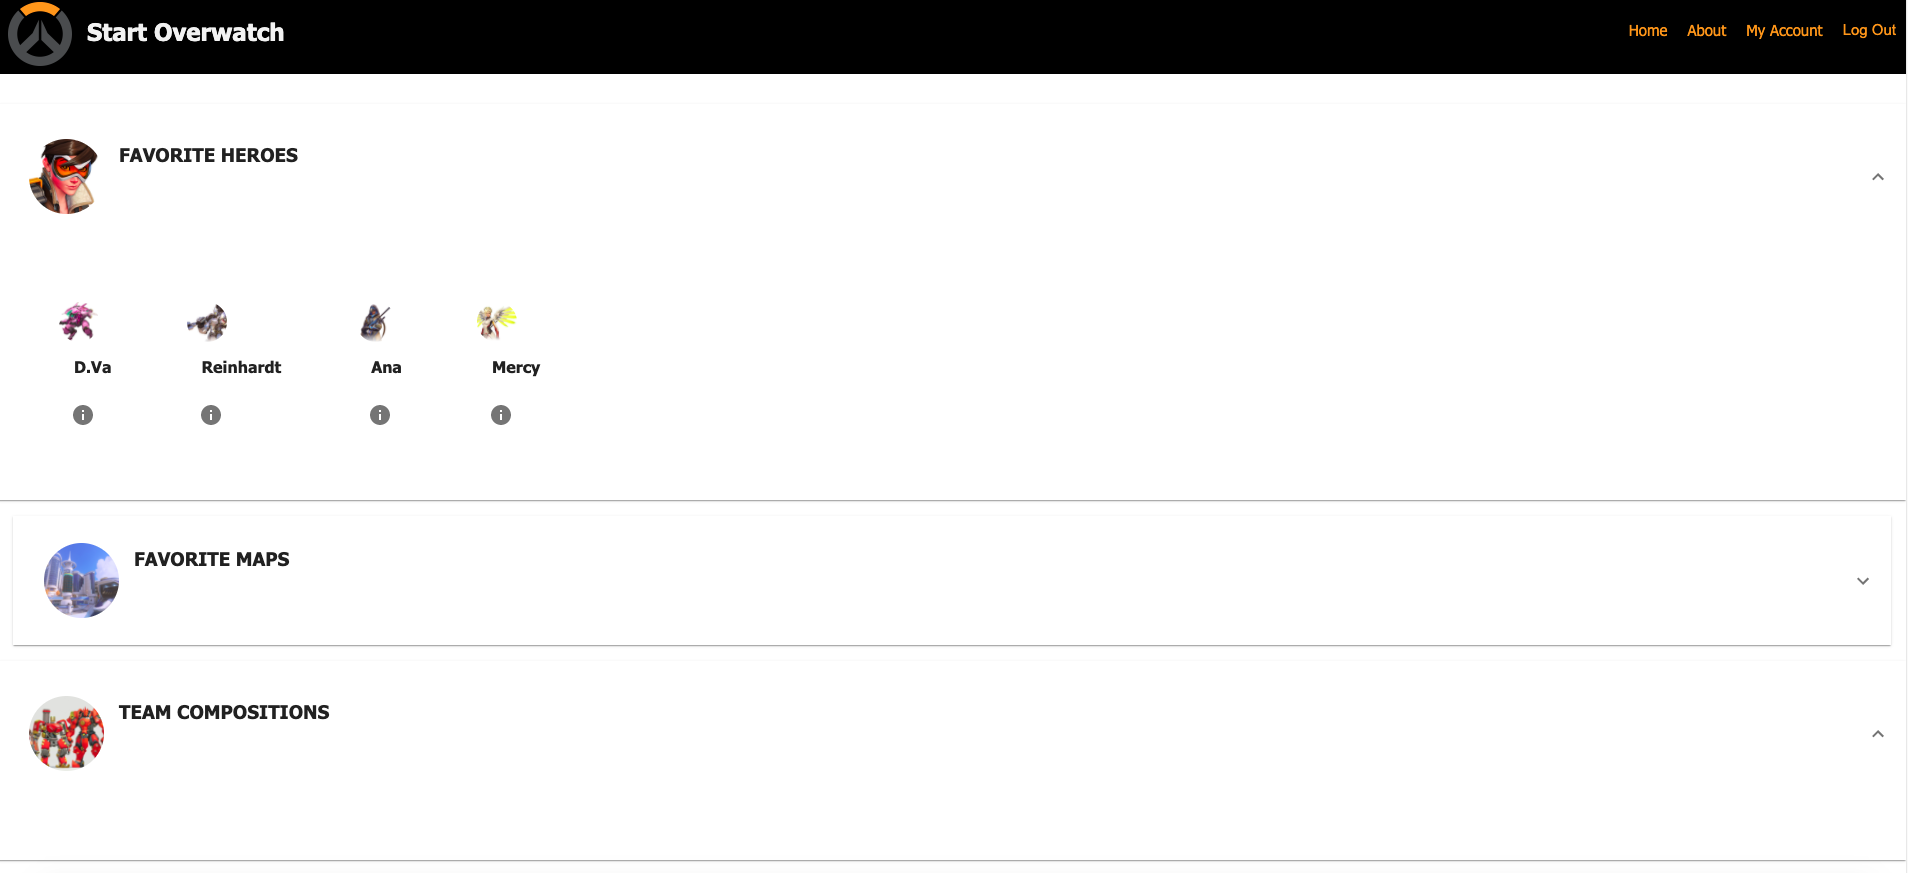 Start Overwatch
Home About My Account Log Out
FAVORITE HEROES
D.Va Reinhardt Ana Mercy
FAVORITE MAPS
TEAM COMPOSITIONS